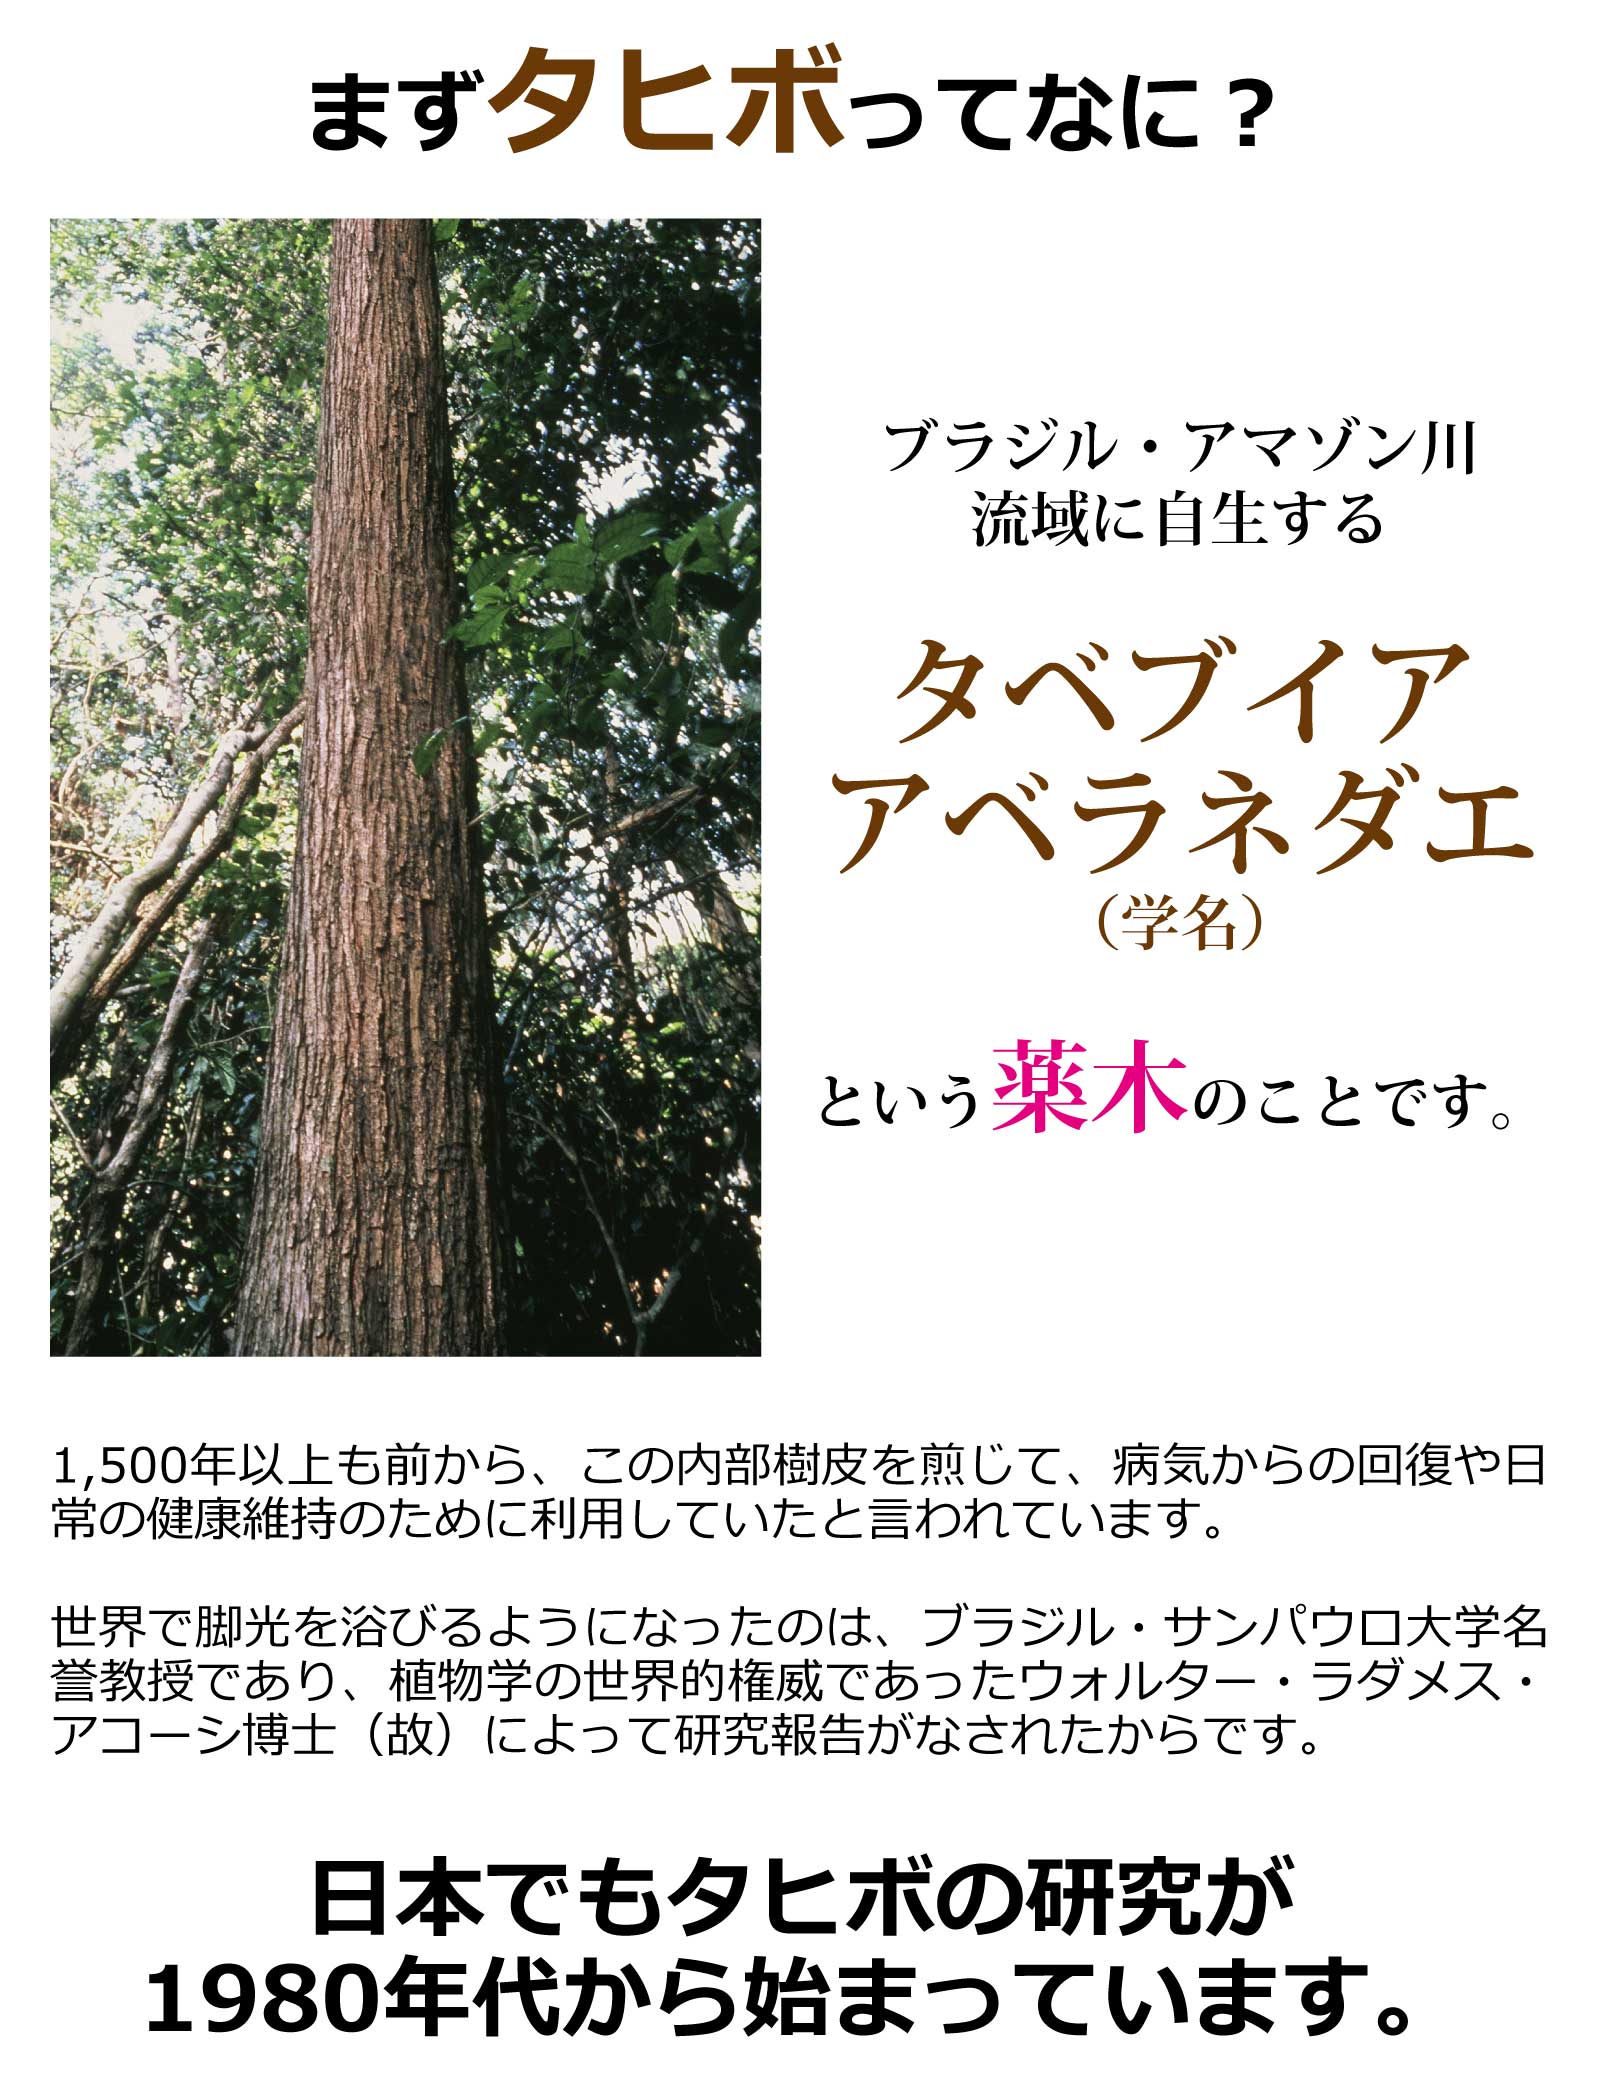 まずタヒボってなに？
ブラジル・アマゾン川
流域に自生する
タベブイア
アベラネダエ
（学名）
という薬木のことです。
1,500年以上も前から、この内部樹皮を煎じて、病気からの回復や日
常の健康維持のために利用していたと言われています。
世界で脚光を浴びるようになったのは、ブラジル・サンパウロ大学名
誉教授であり、植物学の世界的権威であったウォルター・ラダメス・
アコーシ博士（故）によって研究報告がなされたからです。
日本でもタヒボの研究が
1980年代から始まっています。